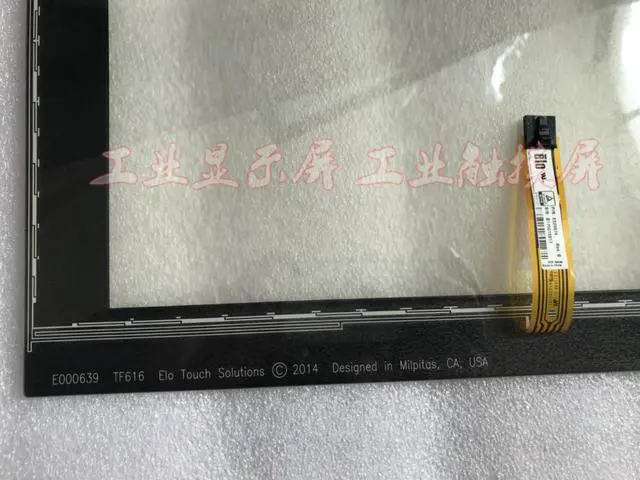 工业显示屏 工业触摸屏
elo
E000639 TF616 Elo Touch Solutions © 2014 Designed in Milpitas, CA, USA